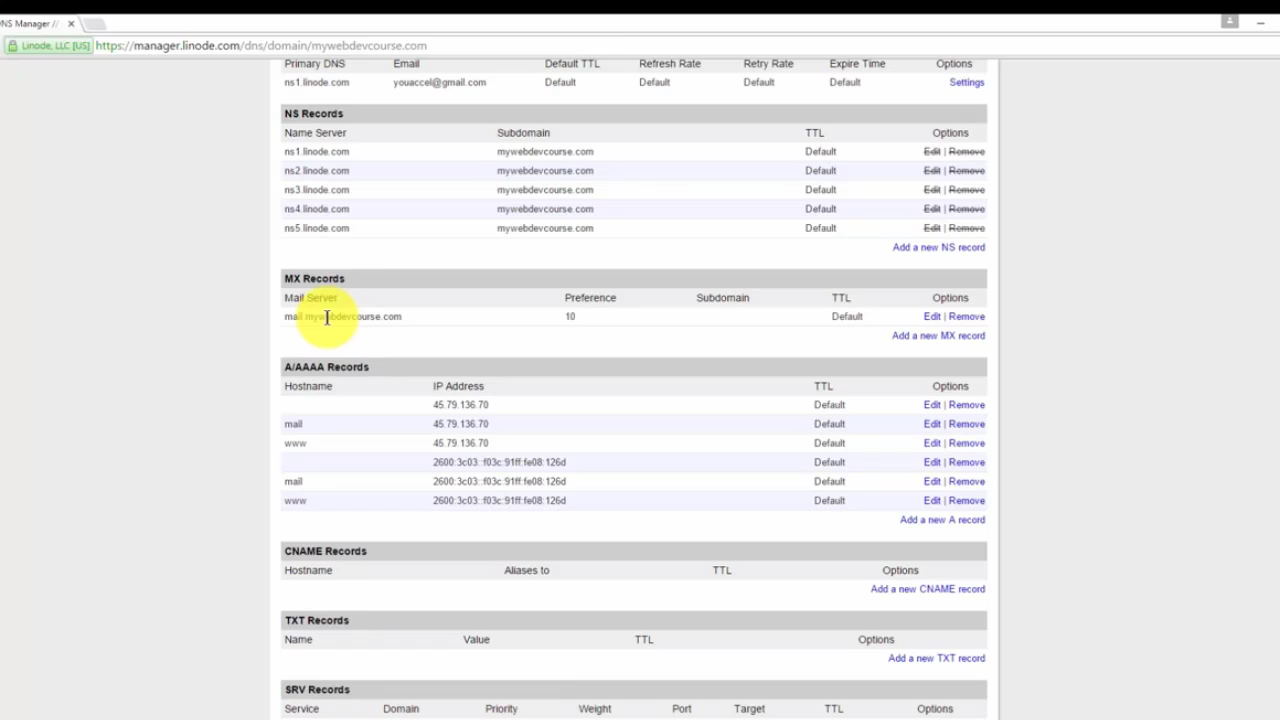 NS Manager //
Linode, LLC [US] https://manager.linode.com/dns/domain/mywebdevcourse.com
Primary DNS Email Default TTL Refresh Rate Retry Rate Expire Time Options
ns1.linode.com youaccel@gmail.com Default Default Default Default Settings
NS Records
Name Server Subdomain TTL Options
ns1.linode.com mywebdevcourse.com Default Edit | Remove
ns2.linode.com mywebdevcourse.com Default Edit | Remove
ns3.linode.com mywebdevcourse.com Default Edit | Remove
ns4.linode.com mywebdevcourse.com Default Edit | Remove
ns5.linode.com mywebdevcourse.com Default Edit | Remove
Add a new NS record
MX Records
Mail Server Preference Subdomain TTL Options
mail.mywebdevcourse.com 10 Default Edit | Remove
Add a new MX record
A/AAAA Records
Hostname IP Address TTL Options
45.79.136.70 Default Edit | Remove
mail 45.79.136.70 Default Edit | Remove
www 45.79.136.70 Default Edit | Remove
2600:3c03::f03c:91ff:fe08:126d Default Edit | Remove
mail 2600:3c03::f03c:91ff:fe08:126d Default Edit | Remove
www 2600:3c03::f03c:91ff:fe08:126d Default Edit | Remove
Add a new A record
CNAME Records
Hostname Aliases to TTL Options
Add a new CNAME record
TXT Records
Name Value TTL Options
Add a new TXT record
SRV Records
Service Domain Priority Weight Port Target TTL Options